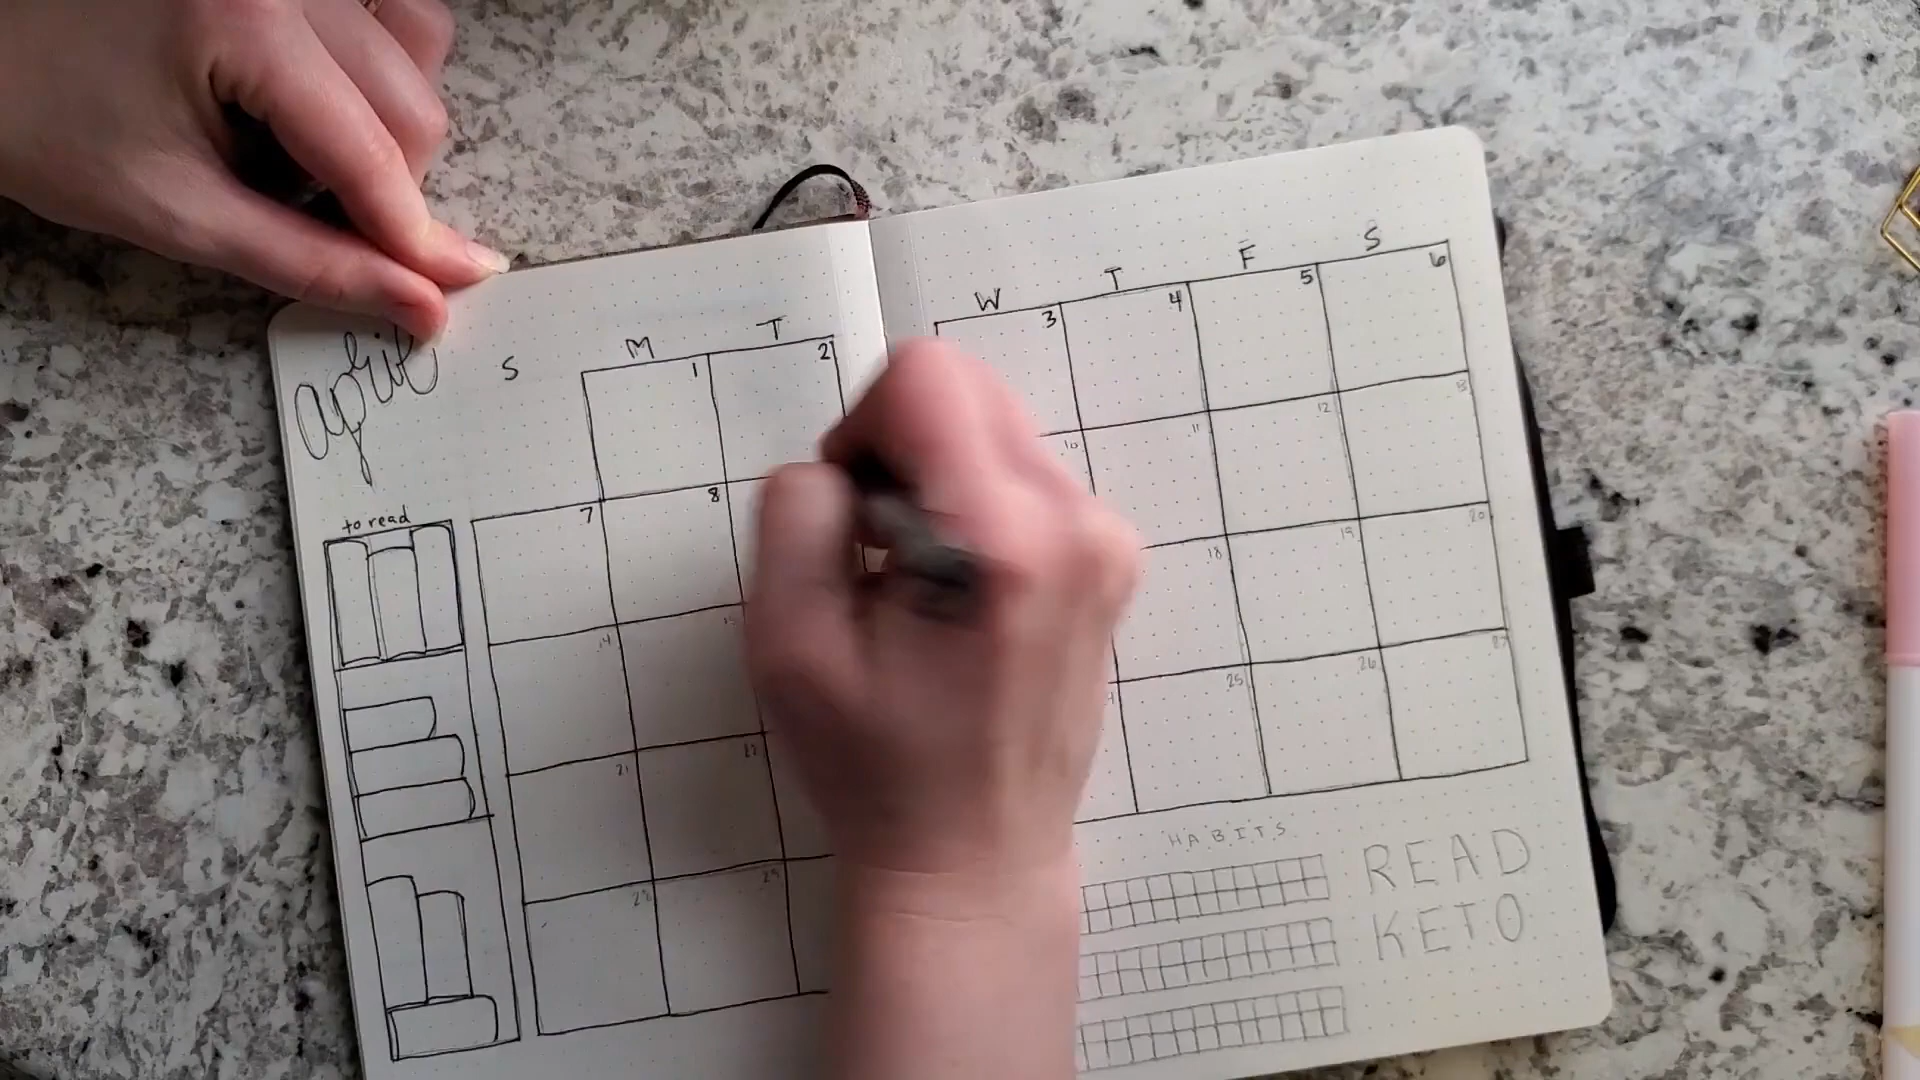 april
S M T W T F S
1 2 3 4 5 6
to read
7 8 10 11 12 13
14 15 18 19 20
21 22 25 26 27
28 29
HABITS
READ
KETO